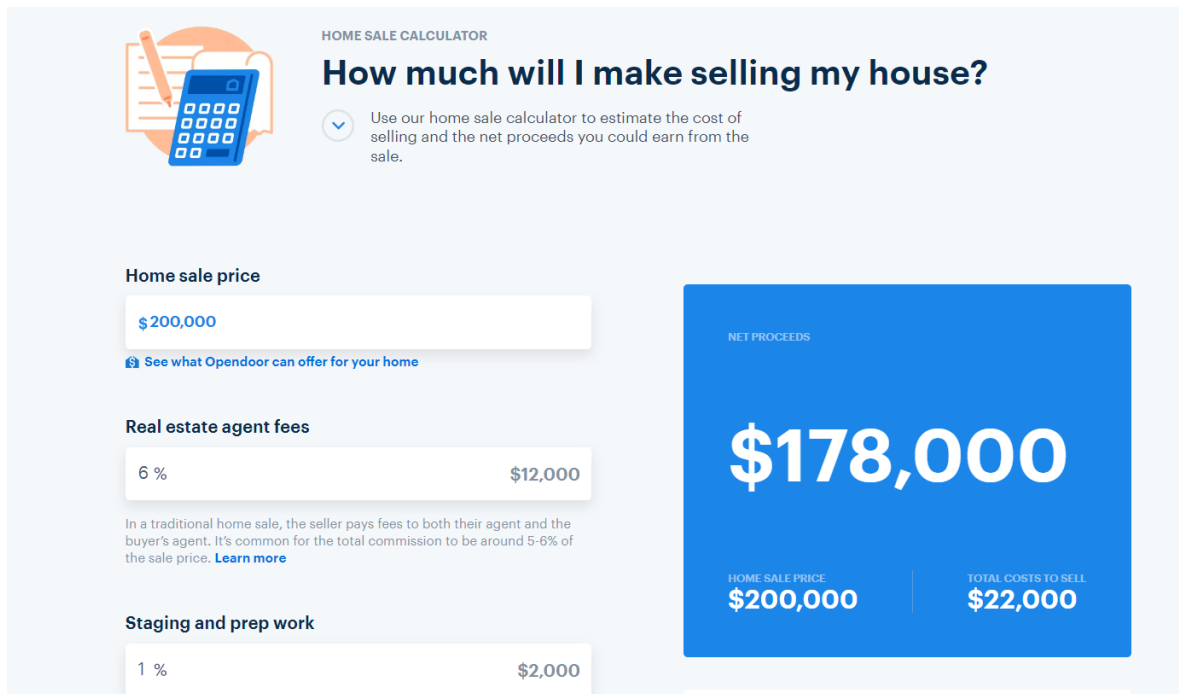 HOME SALE CALCULATOR
How much will I make selling my house?
Use our home sale calculator to estimate the cost of
selling and the net proceeds you could earn from the
sale.
Home sale price
$200,000
See what Opendoor can offer for your home
Real estate agent fees
6 % $12,000
In a traditional home sale, the seller pays fees to both their agent and the
buyer's agent. It's common for the total commission to be around 5-6% of
the sale price. Learn more
Staging and prep work
1 % $2,000
NET PROCEEDS
$178,000
HOME SALE PRICE
$200,000
TOTAL COSTS TO SELL
$22,000